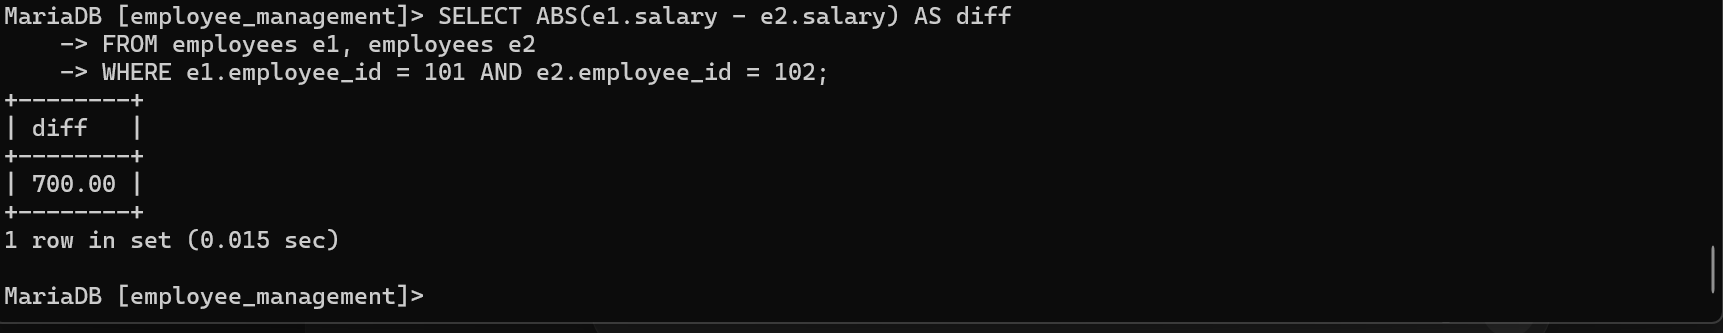 MariaDB [employee_management]> SELECT ABS(e1.salary - e2.salary) AS diff
    -> FROM employees e1, employees e2
    -> WHERE e1.employee_id = 101 AND e2.employee_id = 102;
+--------+
| diff   |
+--------+
| 700.00 |
+--------+
1 row in set (0.015 sec)

MariaDB [employee_management]>